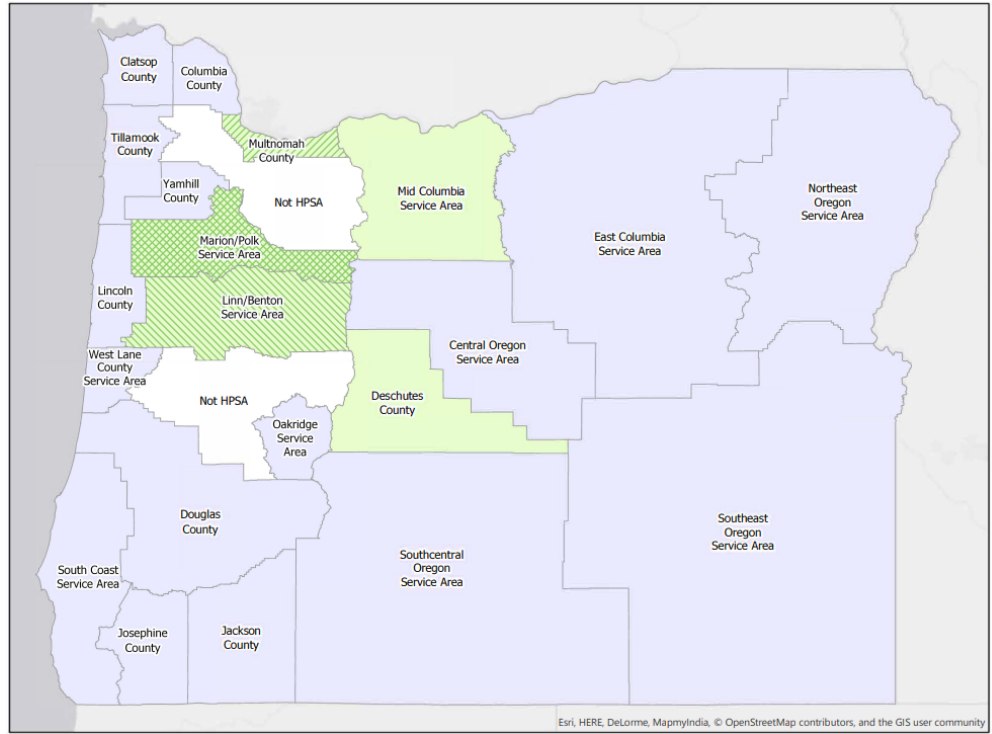 Clatsop
County
Columbia
County
Tillamook
County
Multnomah
County
Yamhill
County
Not HPSA
Mid Columbia
Service Area
Northeast
Oregon
Service Area
East Columbia
Service Area
Marion/Polk
Service Area
Lincoln
County
Linn/Benton
Service Area
West Lane
County
Service Area
Central Oregon
Service Area
Not HPSA
Deschutes
County
Oakridge
Service
Area
Douglas
County
Southeast
Oregon
Service Area
Southcentral
Oregon
Service Area
South Coast
Service Area
Josephine
County
Jackson
County
Esri, HERE, DeLorme, MapmyIndia, © OpenStreetMap contributors, and the GIS user community